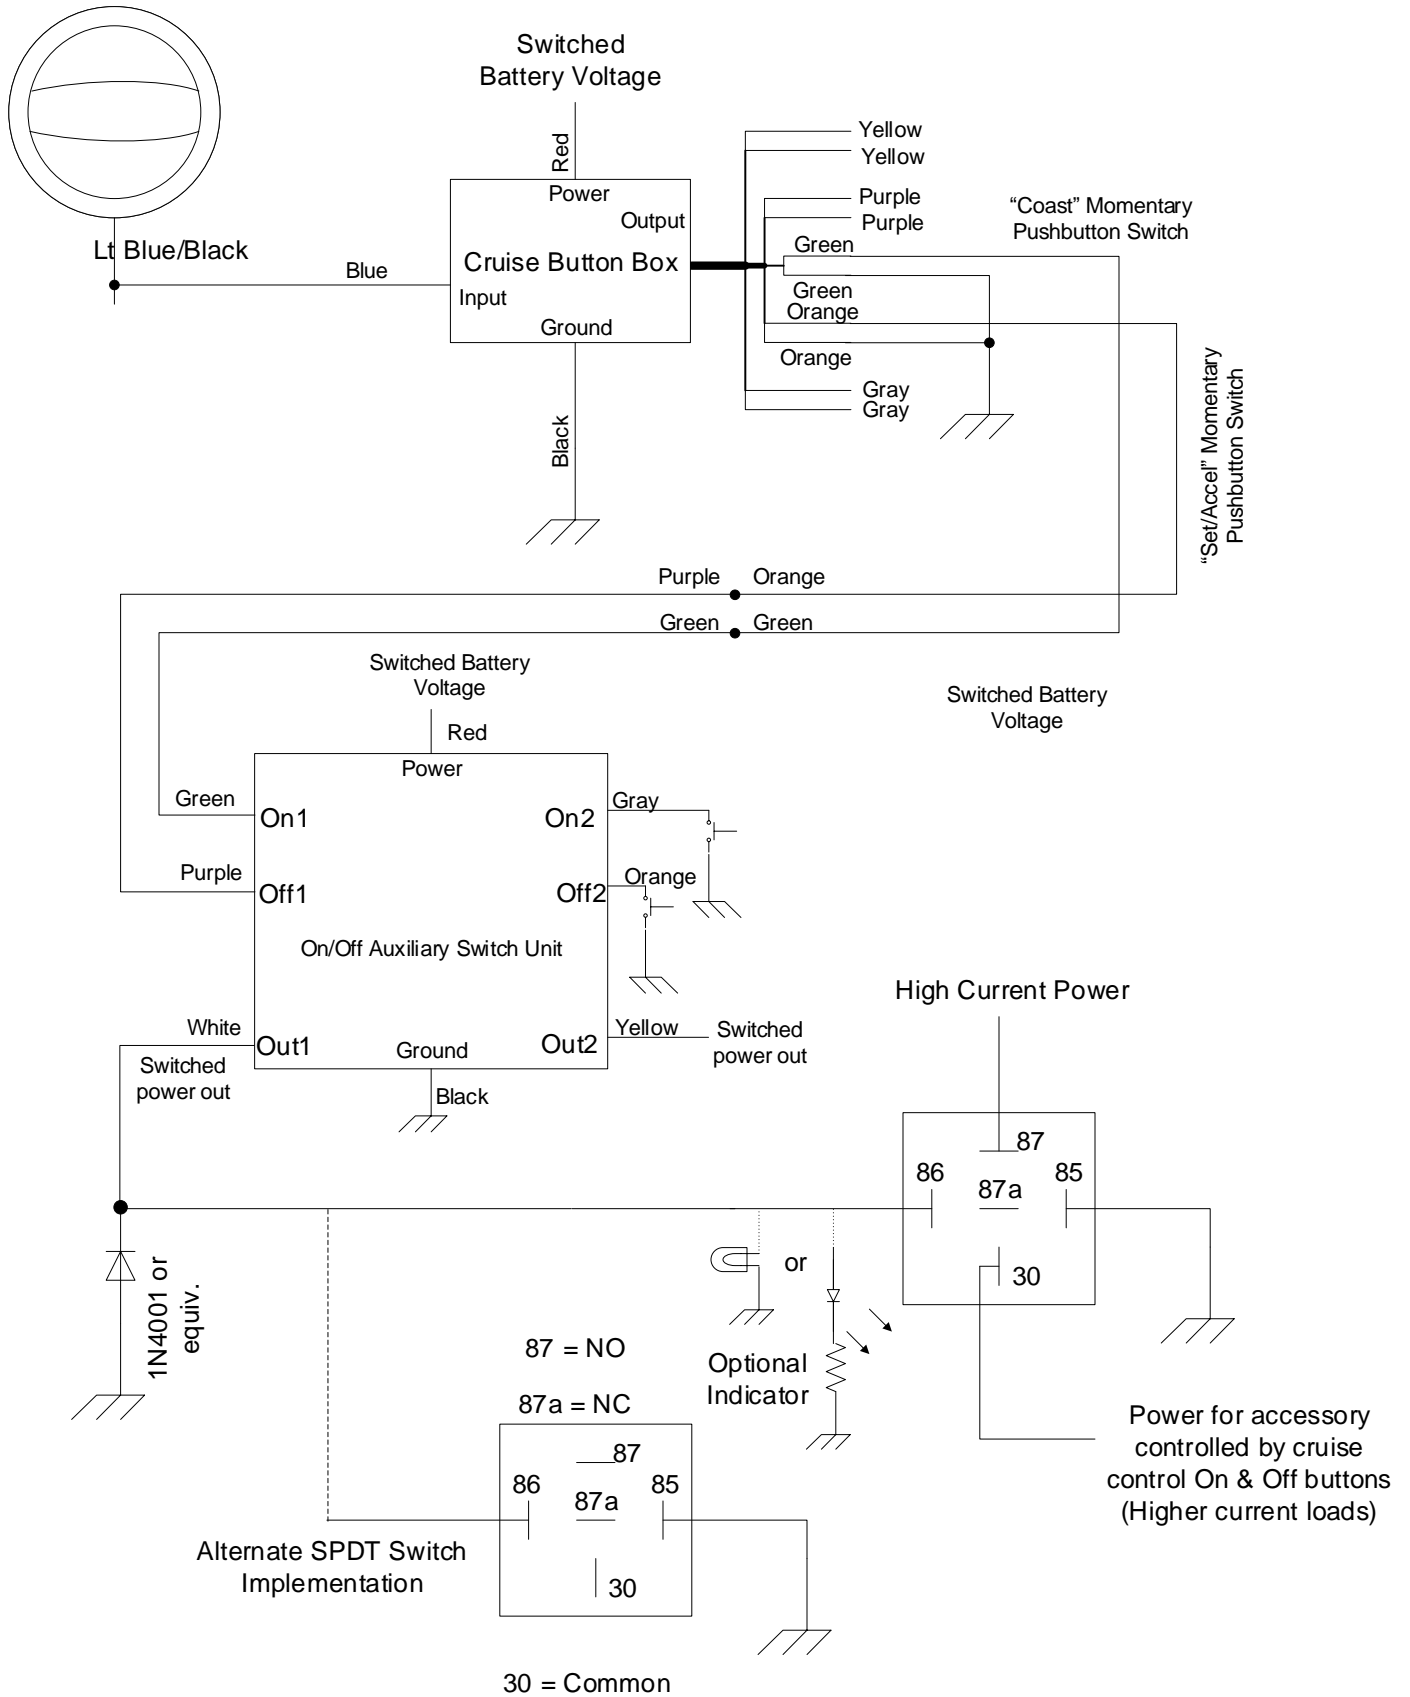 Switched
Battery Voltage
Red
Power
Output
Cruise Button Box
Input
Ground
Black
Lt Blue/Black
Blue
Yellow
Yellow
Purple
Purple
Green
Green
Orange
Orange
Gray
Gray
“Coast” Momentary
Pushbutton Switch
“Set/Accel” Momentary
Pushbutton Switch
Purple
Orange
Green
Green
Switched Battery
Voltage
Red
Switched Battery
Voltage
Power
Green
On1
On2
Gray
Purple
Off1
Off2
Orange
On/Off Auxiliary Switch Unit
White
Out1
Switched
power out
Ground
Black
Out2
Yellow
Switched
power out
High Current Power
87
86
87a
85
30
1N4001 or
equiv.
or
Optional
Indicator
87 = NO
87a = NC
87
86
87a
85
30
Alternate SPDT Switch
Implementation
30 = Common
Power for accessory
controlled by cruise
control On & Off buttons
(Higher current loads)